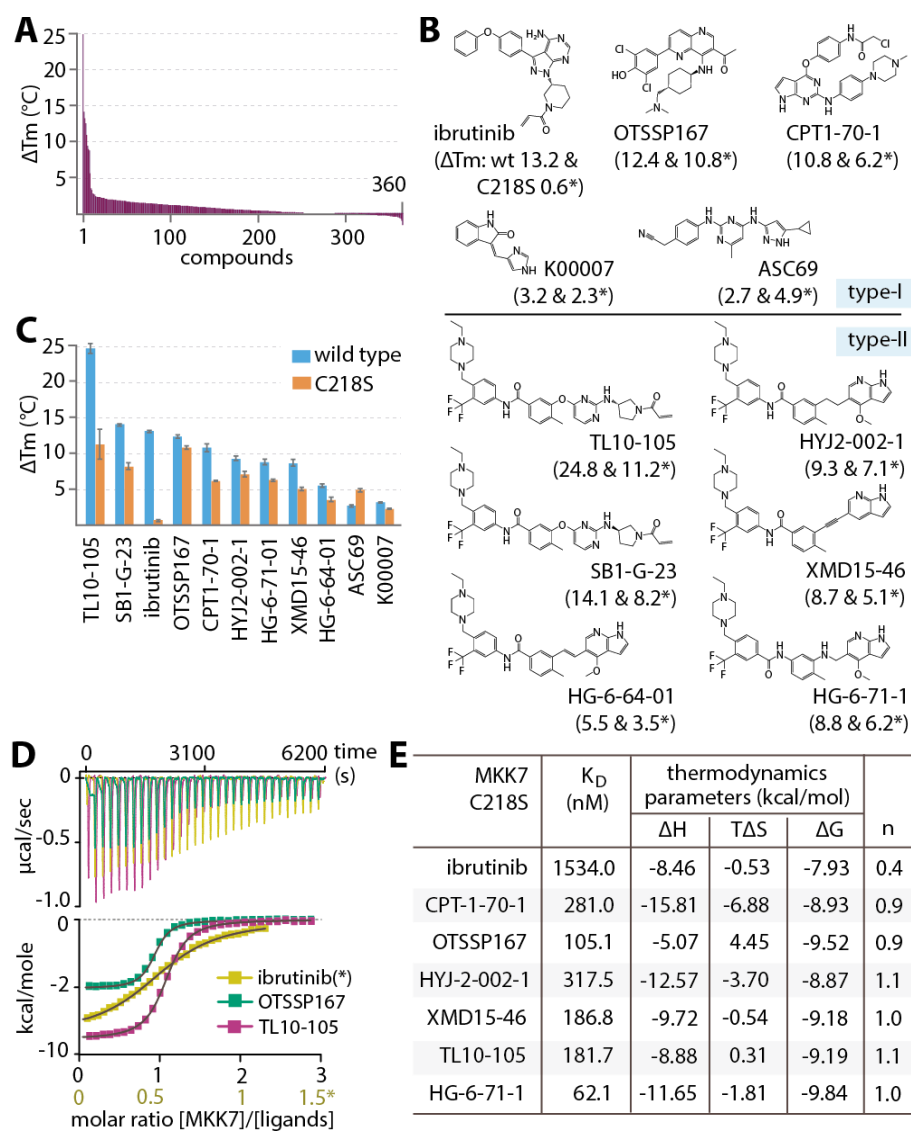 A
25
20
15
10
5
ΔTm (°C)
360
1
100
200
300
compounds
B
NH₂
N
N
N
N
O
N
O
ibrutinib
(ΔTm: wt 13.2 &
C218S 0.6*)
Cl
HO
Cl
N
N
O
NH
N
OTSSP167
(12.4 & 10.8*)
H
N
Cl
O
O
N
N
N
N
H
N
H
N
CPT1-70-1
(10.8 & 6.2*)
H
N
O
N
NH
K00007
(3.2 & 2.3*)
N
H
N
N
N
H
N
N
NH
ASC69
(2.7 & 4.9*)
type-I
type-II
C
25
20
15
10
5
ΔTm (°C)
wild type
C218S
TL10-105
SB1-G-23
ibrutinib
OTSSP167
CPT1-70-1
HYJ2-002-1
HG-6-71-01
XMD15-46
HG-6-64-01
ASC69
K00007
TL10-105
(24.8 & 11.2*)
HYJ2-002-1
(9.3 & 7.1*)
SB1-G-23
(14.1 & 8.2*)
XMD15-46
(8.7 & 5.1*)
HG-6-64-01
(5.5 & 3.5*)
HG-6-71-1
(8.8 & 6.2*)
D
0 3100 6200 time
(s)
0
-0.5
-1.0
μcal/sec
0
-2
-10
kcal/mole
ibrutinib(*)
OTSSP167
TL10-105
0 1 2 3
0 0.5 1 1.5*
molar ratio [MKK7]/[ligands]
E
MKK7
C218S
K_D
(nM)
thermodynamics
parameters (kcal/mol)
ΔH TΔS ΔG n
ibrutinib 1534.0 -8.46 -0.53 -7.93 0.4
CPT-1-70-1 281.0 -15.81 -6.88 -8.93 0.9
OTSSP167 105.1 -5.07 4.45 -9.52 0.9
HYJ-2-002-1 317.5 -12.57 -3.70 -8.87 1.1
XMD15-46 186.8 -9.72 -0.54 -9.18 1.0
TL10-105 181.7 -8.88 0.31 -9.19 1.1
HG-6-71-1 62.1 -11.65 -1.81 -9.84 1.0